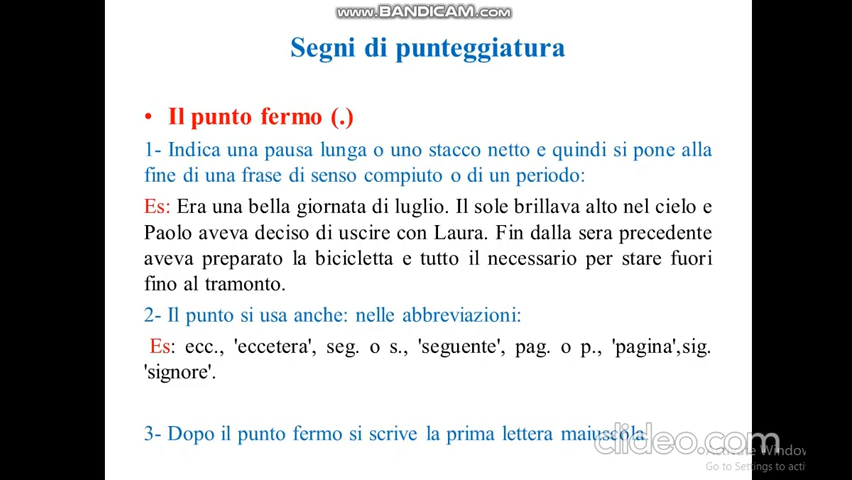 www.BANDICAM.com
Segni di punteggiatura
• Il punto fermo (.)
1- Indica una pausa lunga o uno stacco netto e quindi si pone alla
fine di una frase di senso compiuto o di un periodo:
Es: Era una bella giornata di luglio. Il sole brillava alto nel cielo e
Paolo aveva deciso di uscire con Laura. Fin dalla sera precedente
aveva preparato la bicicletta e tutto il necessario per stare fuori
fino al tramonto.
2- Il punto si usa anche: nelle abbreviazioni:
Es: ecc., 'eccetera', seg. o s., 'seguente', pag. o p., 'pagina',sig.
'signore'.
3- Dopo il punto fermo si scrive la prima lettera maiuscola
clideo.com
Activate Window
Go to Settings to acti